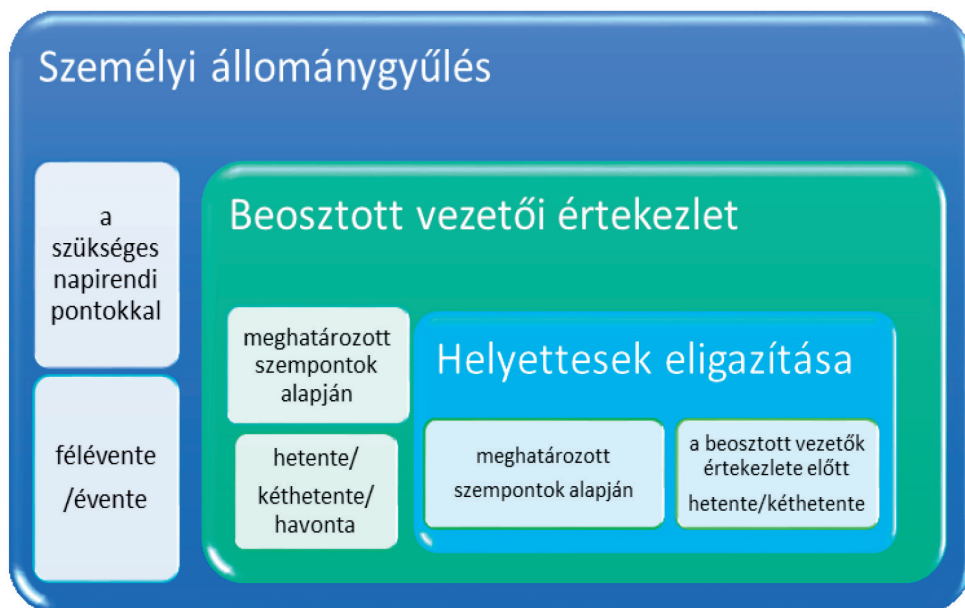 Személyi állománygyűlés
a
szükséges
napirendi
pontokkal
félévente
/évente
Beosztott vezetői értekezlet
meghatározott
szempontok
alapján
hetente/
kéthetente/
havonta
Helyettesek eligazítása
meghatározott
szempontok alapján
a beosztott vezetők
értekezlete előtt
hetente/kéthetente